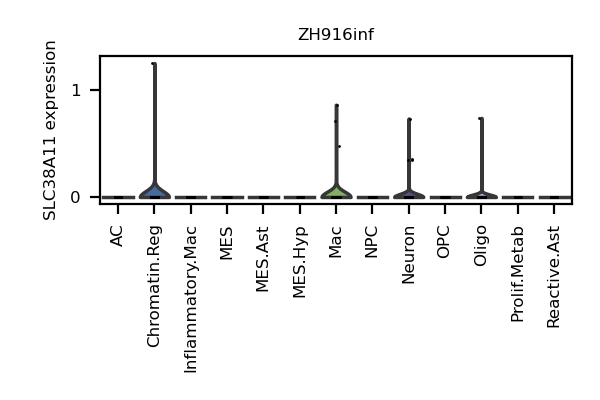 ZH916inf
SLC38A11 expression
1
0
AC
Chromatin.Reg
Inflammatory.Mac
MES
MES.Ast
MES.Hyp
Mac
NPC
Neuron
OPC
Oligo
Prolif.Metab
Reactive.Ast